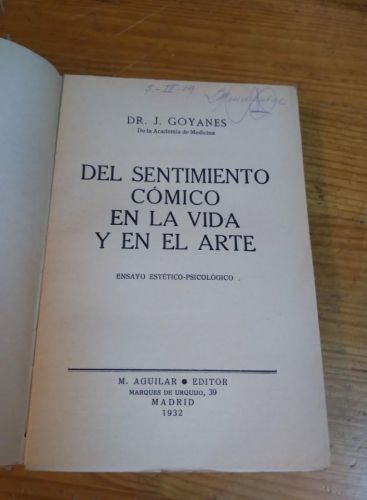 DR. J. GOYANES
De la Academia de Medicina
DEL SENTIMIENTO
CÓMICO
EN LA VIDA
Y EN EL ARTE
ENSAYO ESTÉTICO-PSICOLÓGICO .
M. AGUILAR ● EDITOR
MARQUES DE URQUIJO, 39
MADRID
1932